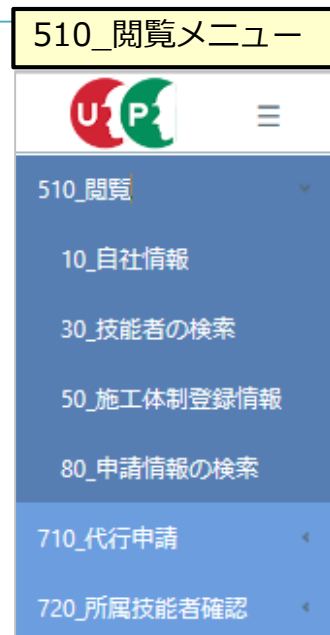 510_閲覧メニュー
U P
510_閲覧
10_自社情報
30_技能者の検索
50_施工体制登録情報
80_申請情報の検索
710_代行申請
720_所属技能者確認